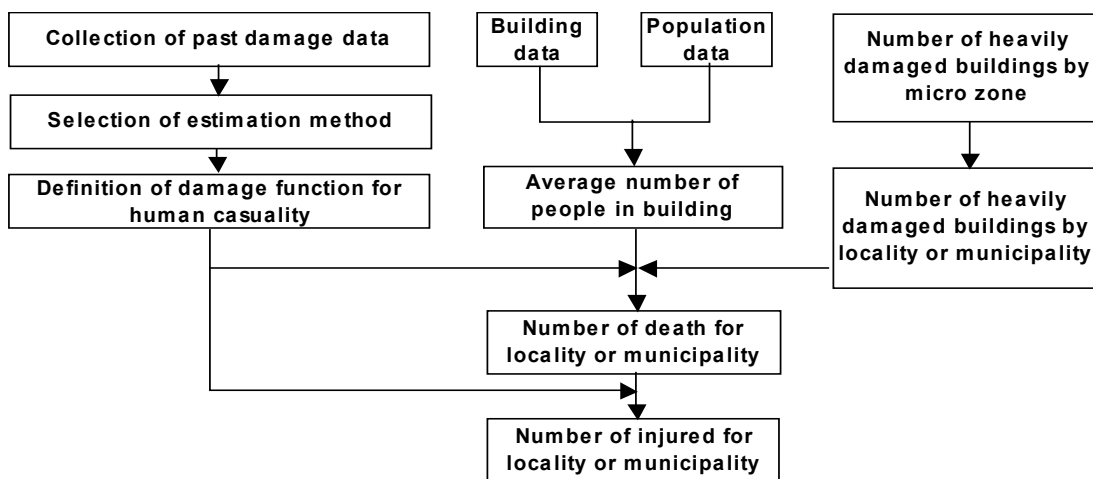 Collection of past damage data
Selection of estimation method
Definition of damage function for
human casuality
Building
data
Population
data
Average number of
people in building
Number of heavily
damaged buildings by
micro zone
Number of heavily
damaged buildings by
locality or municipality
Number of death for
locality or municipality
Number of injured for
locality or municipality